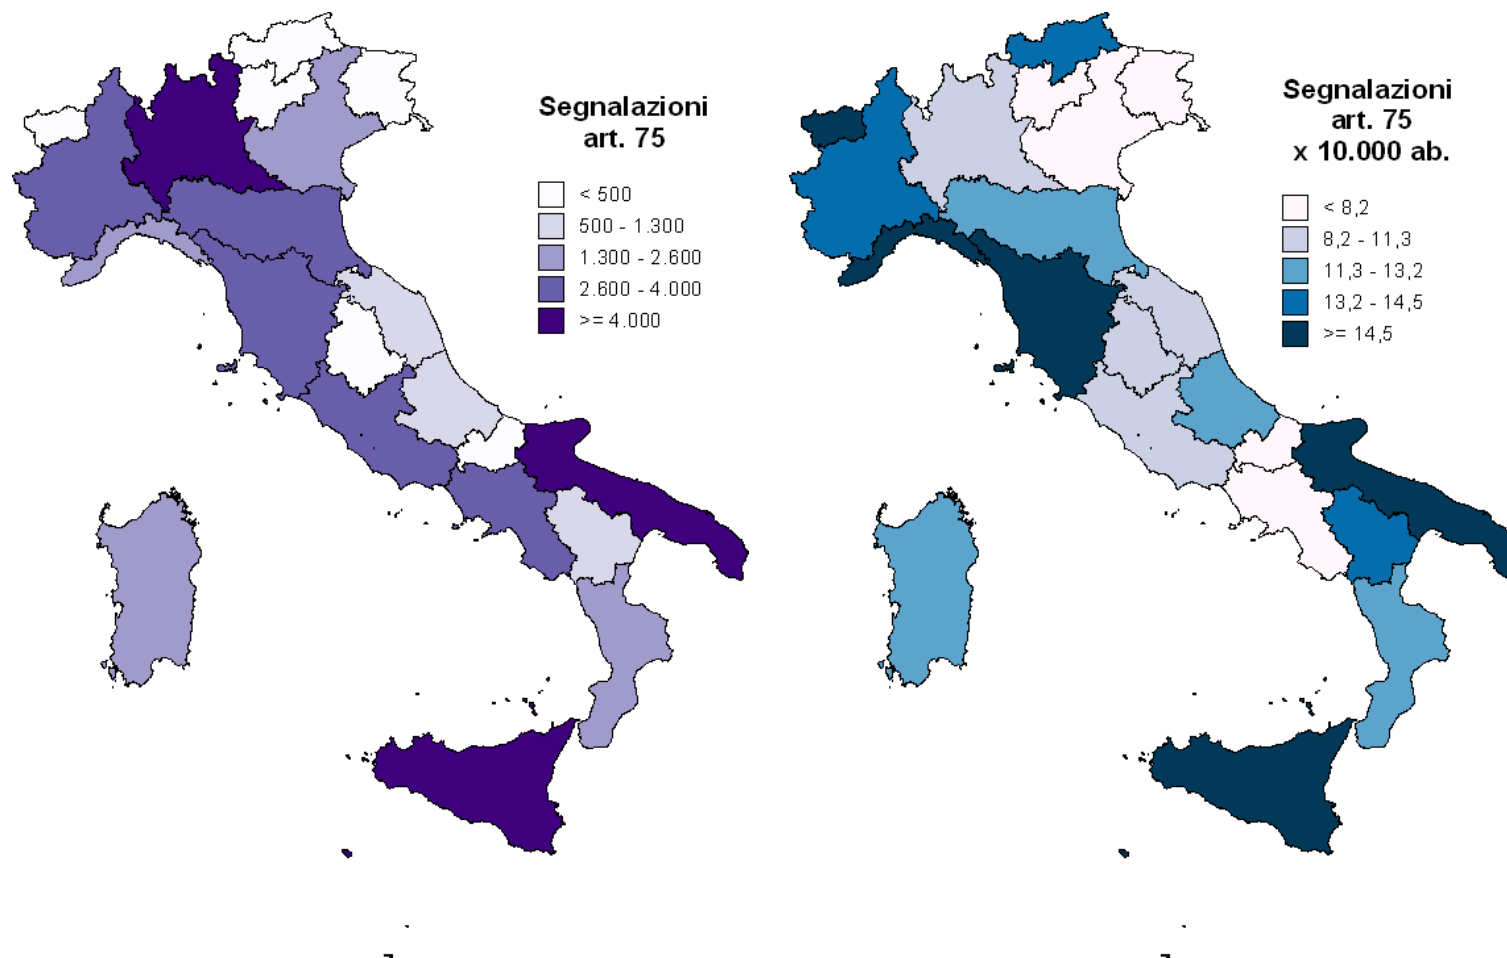 Segnalazioni
art. 75
< 500
500 - 1.300
1.300 - 2.600
2.600 - 4.000
>= 4.000
Segnalazioni
art. 75
x 10.000 ab.
< 8,2
8,2 - 11,3
11,3 - 13,2
13,2 - 14,5
>= 14,5